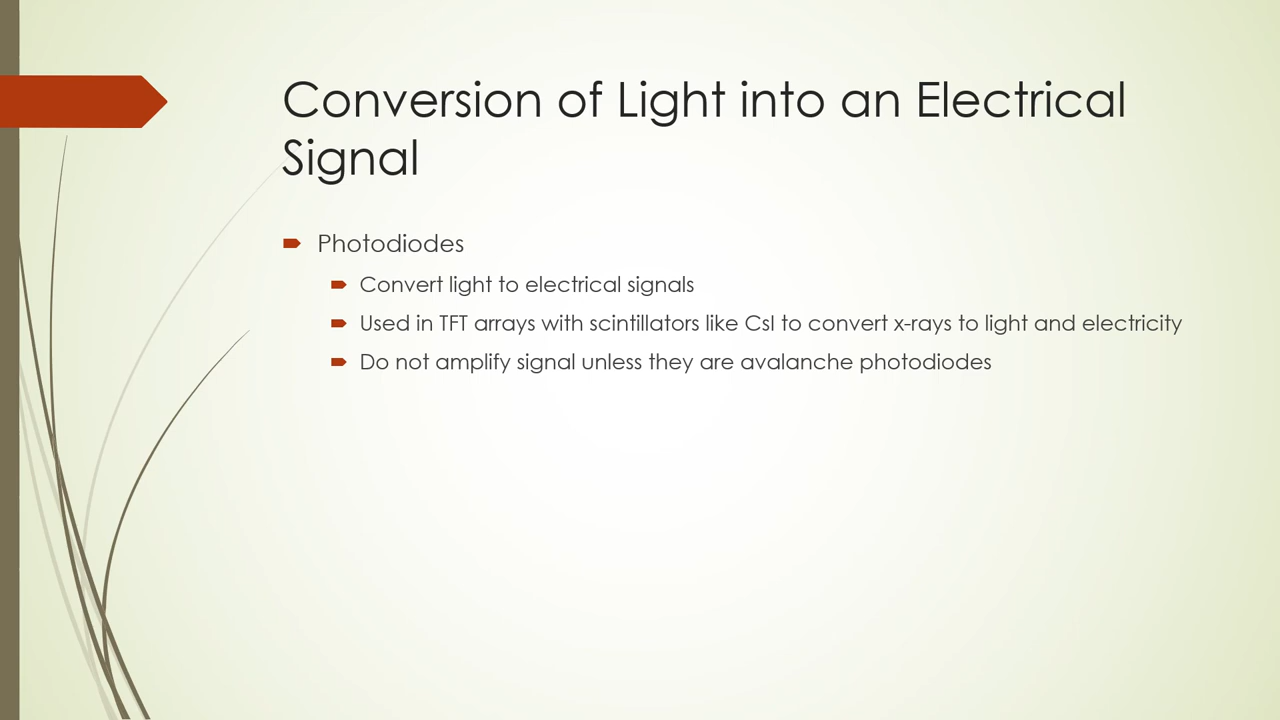 Conversion of Light into an Electrical
Signal
Photodiodes
Convert light to electrical signals
Used in TFT arrays with scintillators like CsI to convert x-rays to light and electricity
Do not amplify signal unless they are avalanche photodiodes